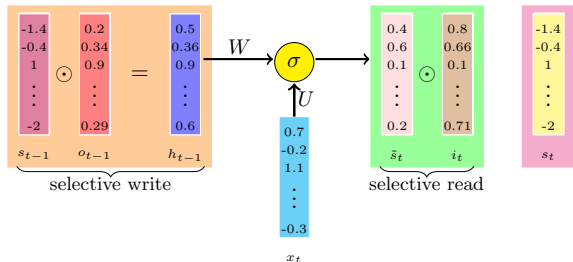 -1.4 0.2 0.5 0.4 0.8 -1.4
-0.4 0.34 0.36 W 0.6 0.66 -0.4
1 ⊙ 0.9 = 0.9 σ 0.1 ⊙ 0.1 1
⋮ ⋮ ⋮ U ⋮ ⋮ ⋮
-2 0.29 0.6 0.7 0.2 0.71 -2
-0.2
s_{t−1} o_{t−1} h_{t−1} s̃_t i_t s_t
1.1
selective write selective read
⋮
-0.3
x_t